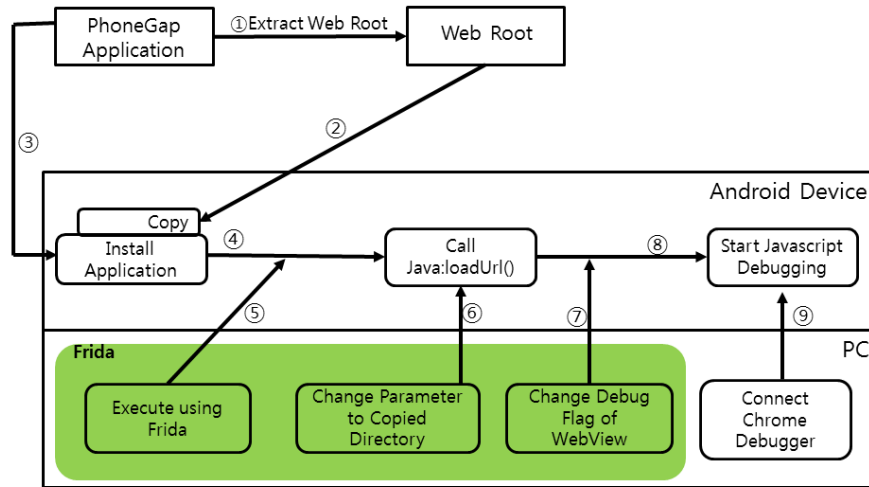 PhoneGap
Application
①Extract Web Root
Web Root
②
③
Android Device
Copy
Install
Application
④
Call
Java:loadUrl()
⑧
Start Javascript
Debugging
⑤
⑥
⑦
⑨
Frida
PC
Execute using
Frida
Change Parameter
to Copied
Directory
Change Debug
Flag of
WebView
Connect
Chrome
Debugger